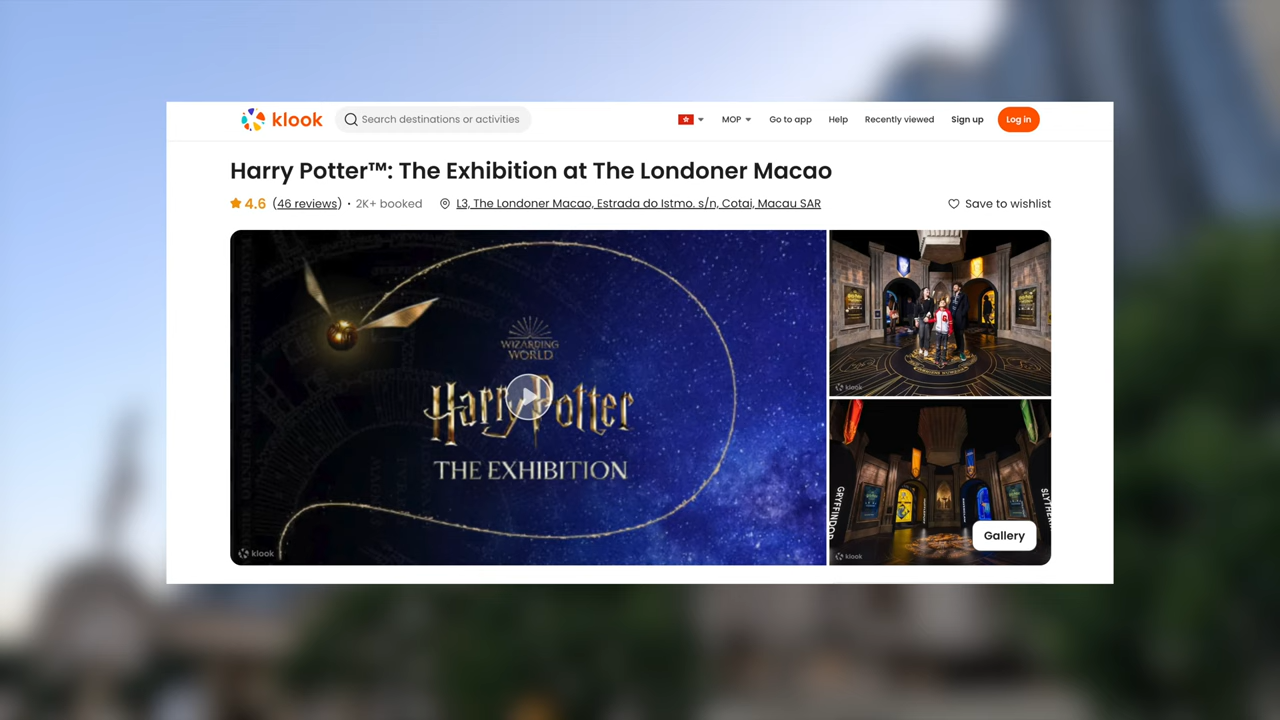 klook
Search destinations or activities
MOP
Go to app
Help
Recently viewed
Sign up
Log in
Harry Potter™: The Exhibition at The Londoner Macao
4.6 (46 reviews) · 2K+ booked
L3, The Londoner Macao, Estrada do Istmo. s/n, Cotai, Macau SAR
Save to wishlist
WIZARDING
WORLD
Harry Potter
THE EXHIBITION
klook
klook
GRYFFINDOR
klook
Gallery